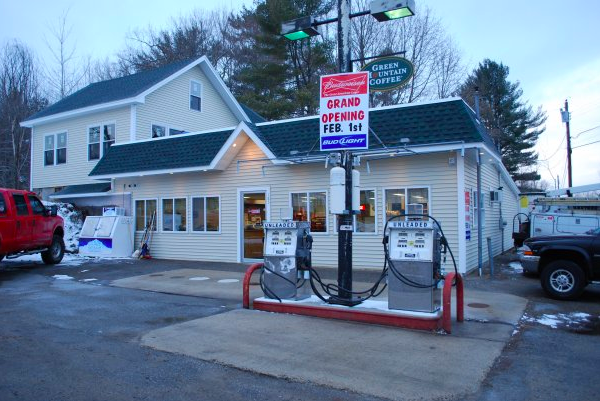 Budweiser
GRAND
OPENING
FEB. 1st
BUD LIGHT
GREEN
MOUNTAIN
COFFEE
UNLEADED
UNLEADED